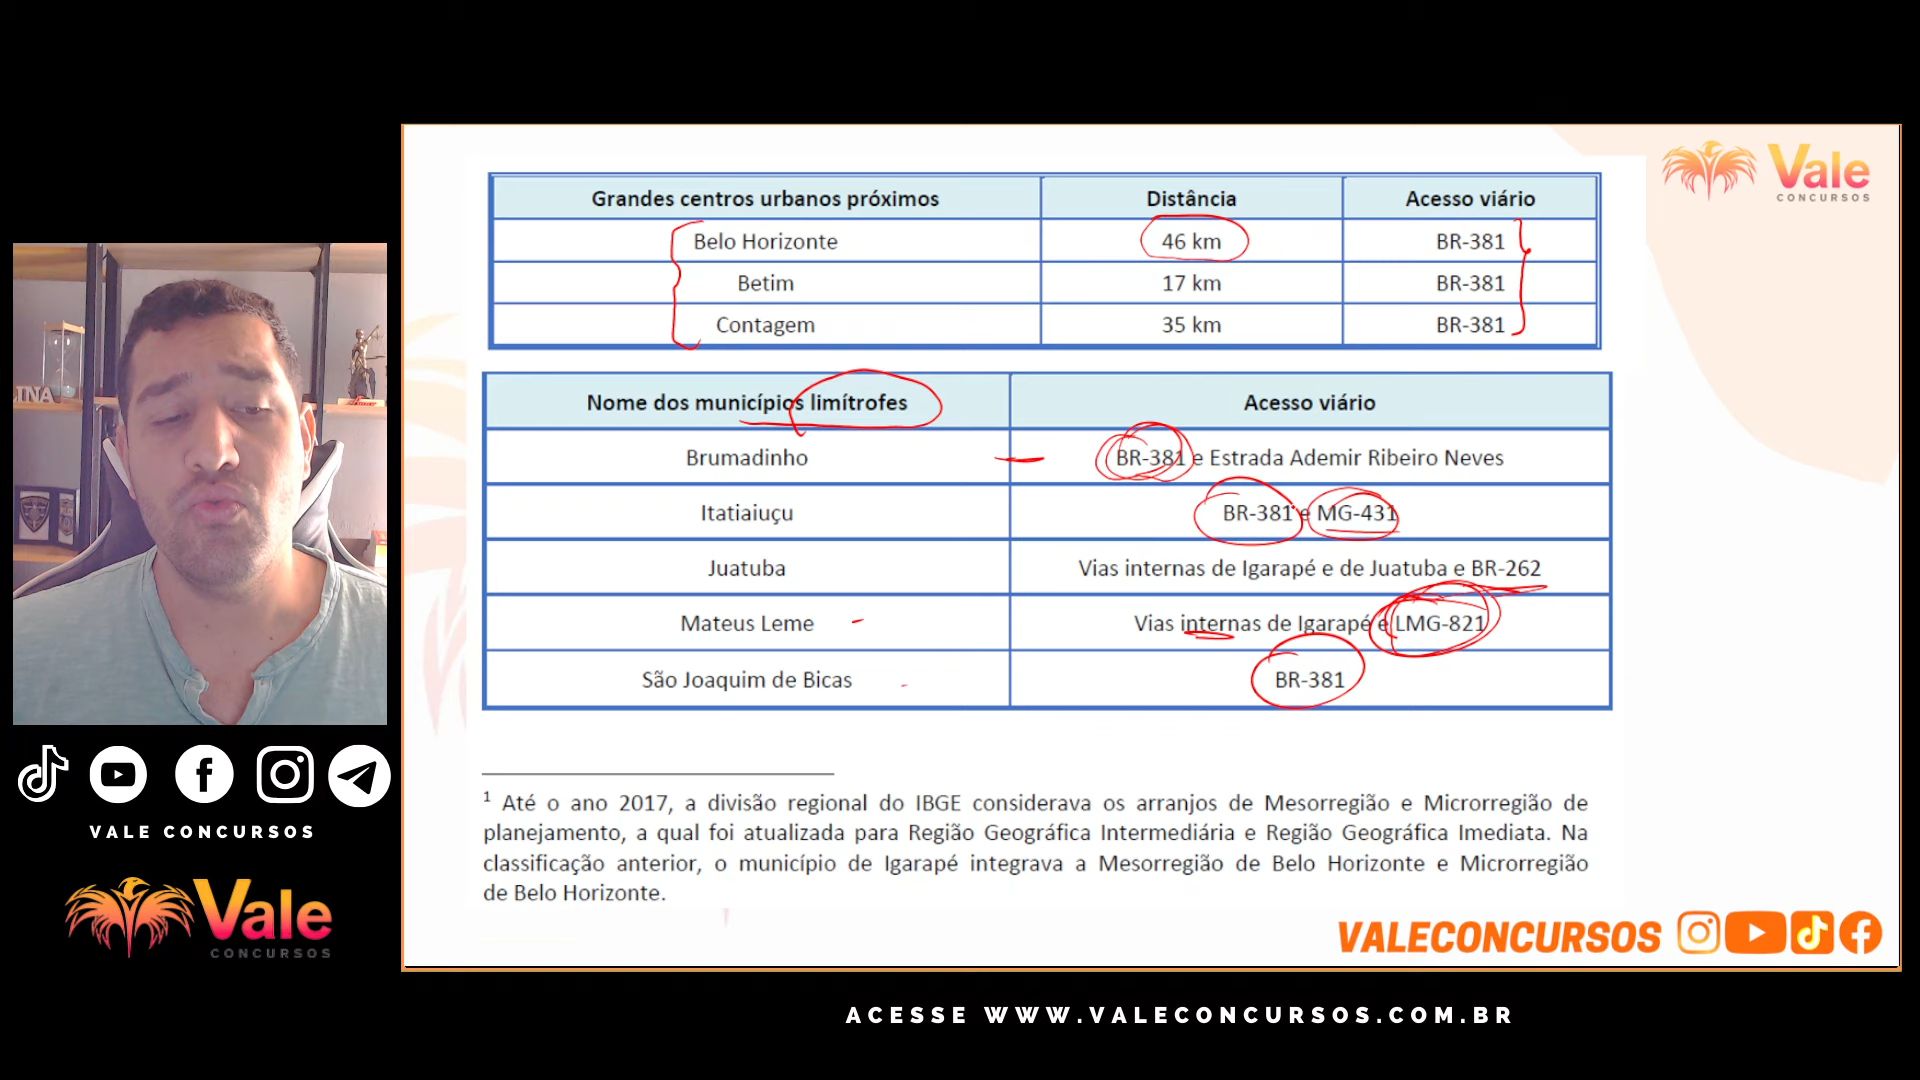 Vale
CONCURSOS
Grandes centros urbanos próximos Distância Acesso viário
Belo Horizonte 46 km BR-381
Betim 17 km BR-381
Contagem 35 km BR-381
Nome dos municípios limítrofes Acesso viário
Brumadinho BR-381 e Estrada Ademir Ribeiro Neves
Itatiaiuçu BR-381 e MG-431
Juatuba Vias internas de Igarapé e de Juatuba e BR-262
Mateus Leme Vias internas de Igarapé e LMG-821
São Joaquim de Bicas BR-381
1 Até o ano 2017, a divisão regional do IBGE considerava os arranjos de Mesorregião e Microrregião de
planejamento, a qual foi atualizada para Região Geográfica Intermediária e Região Geográfica Imediata. Na
classificação anterior, o município de Igarapé integrava a Mesorregião de Belo Horizonte e Microrregião
de Belo Horizonte.
VALECONCURSOS
INA
VALE CONCURSOS
Vale
CONCURSOS
ACESSE WWW.VALECONCURSOS.COM.BR